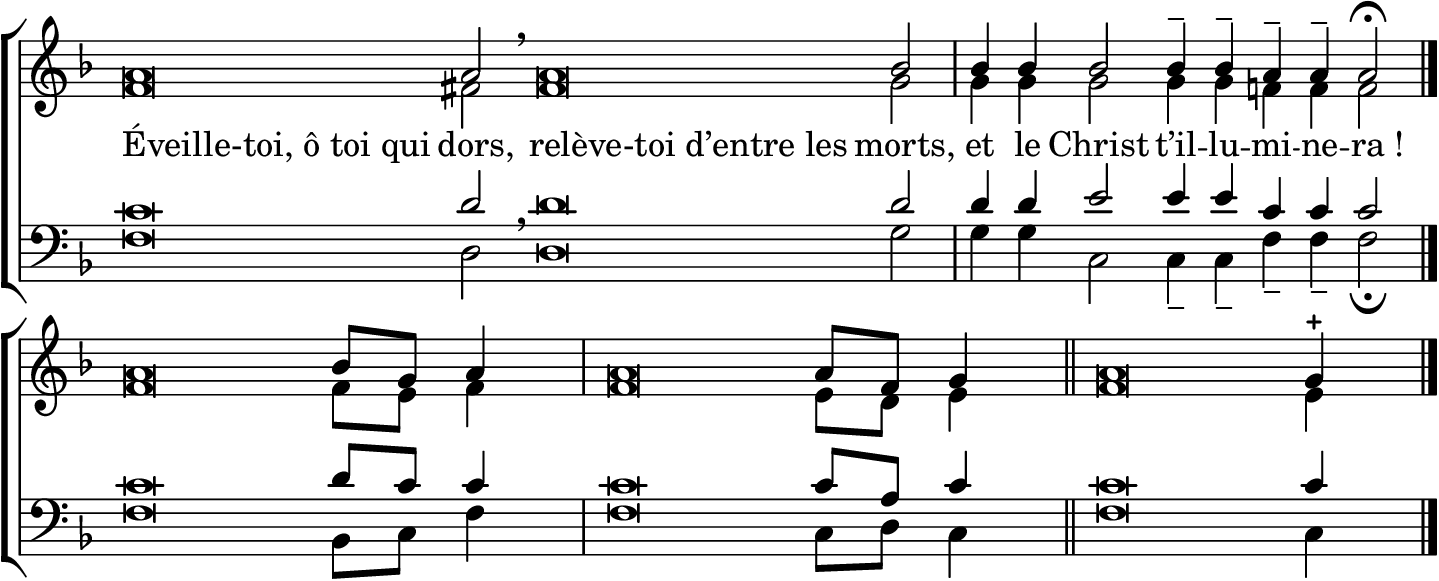 Éveille-toi, ô toi qui dors, relève-toi d’entre les morts, et le Christ t’il -- lu -- mi -- ne -- ra !